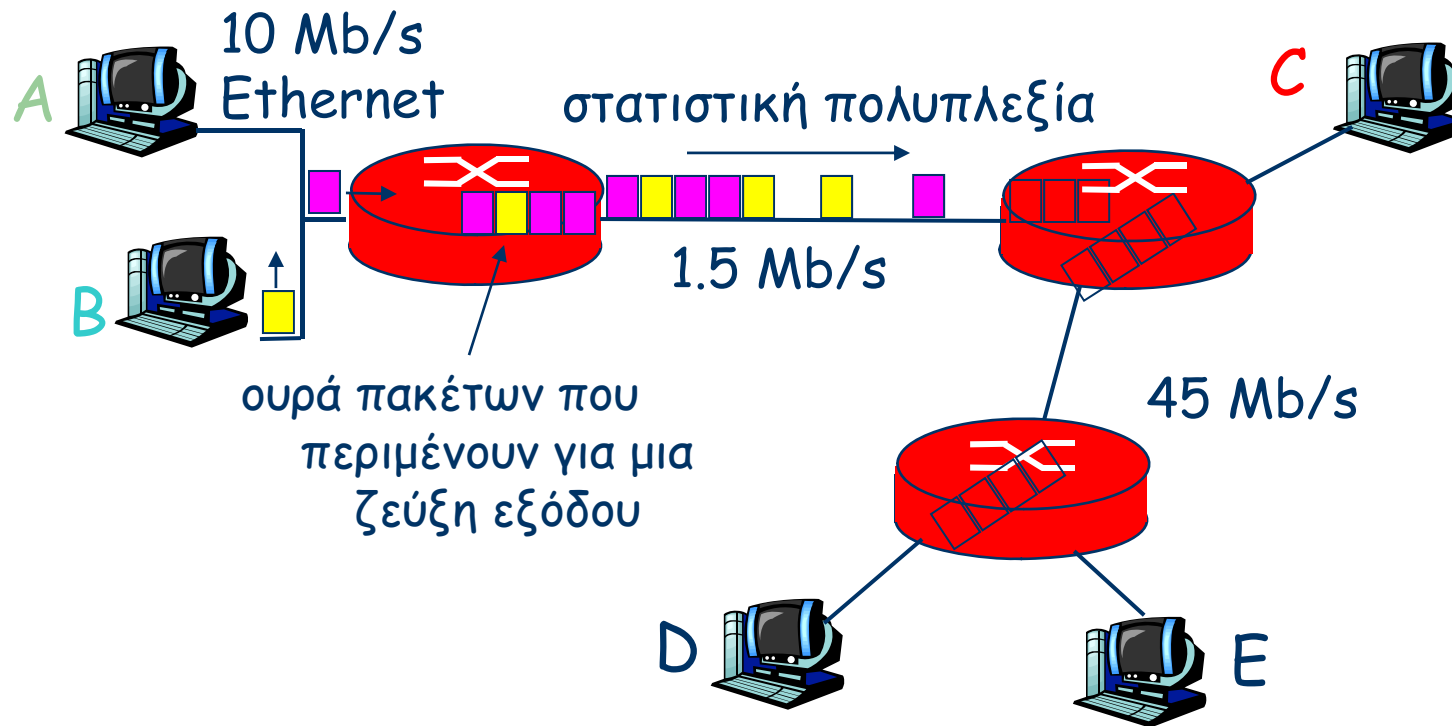 10 Mb/s
Ethernet
A
στατιστική πολυπλεξία
C
1.5 Mb/s
B
ουρά πακέτων που
περιμένουν για μια
ζεύξη εξόδου
45 Mb/s
D
E